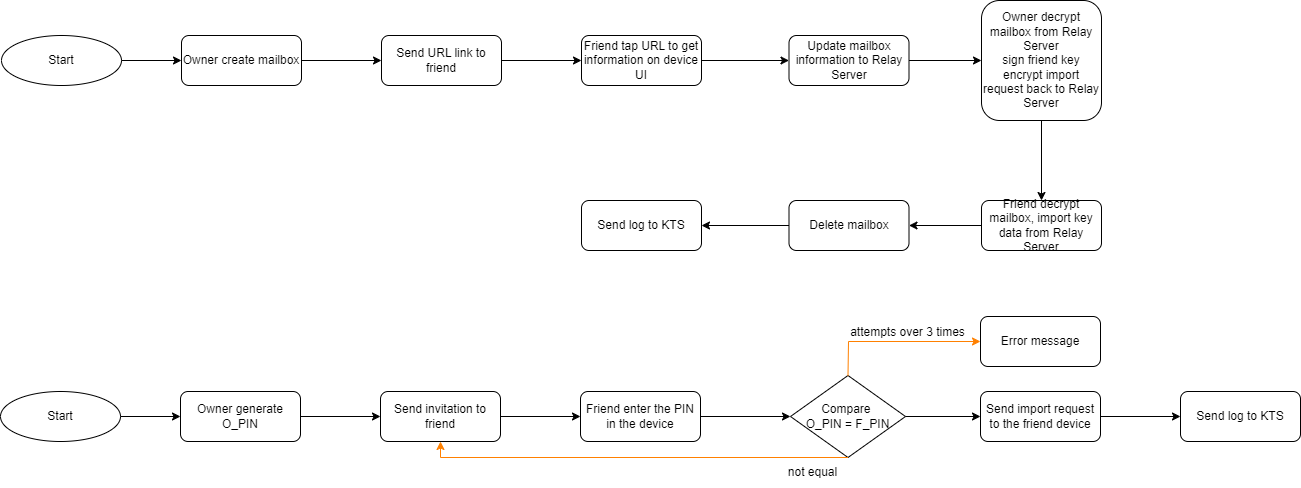 Start
Owner create mailbox
Send URL link to
friend
Friend tap URL to get
information on device
UI
Update mailbox
information to Relay
Server
Owner decrypt
mailbox from Relay
Server
sign friend key
encrypt import
request back to Relay
Server
Friend decrypt
mailbox, import key
data from Relay
Server
Delete mailbox
Send log to KTS
Start
Owner generate
O_PIN
Send invitation to
friend
Friend enter the PIN
in the device
Compare
O_PIN = F_PIN
attempts over 3 times
Error message
not equal
Send import request
to the friend device
Send log to KTS